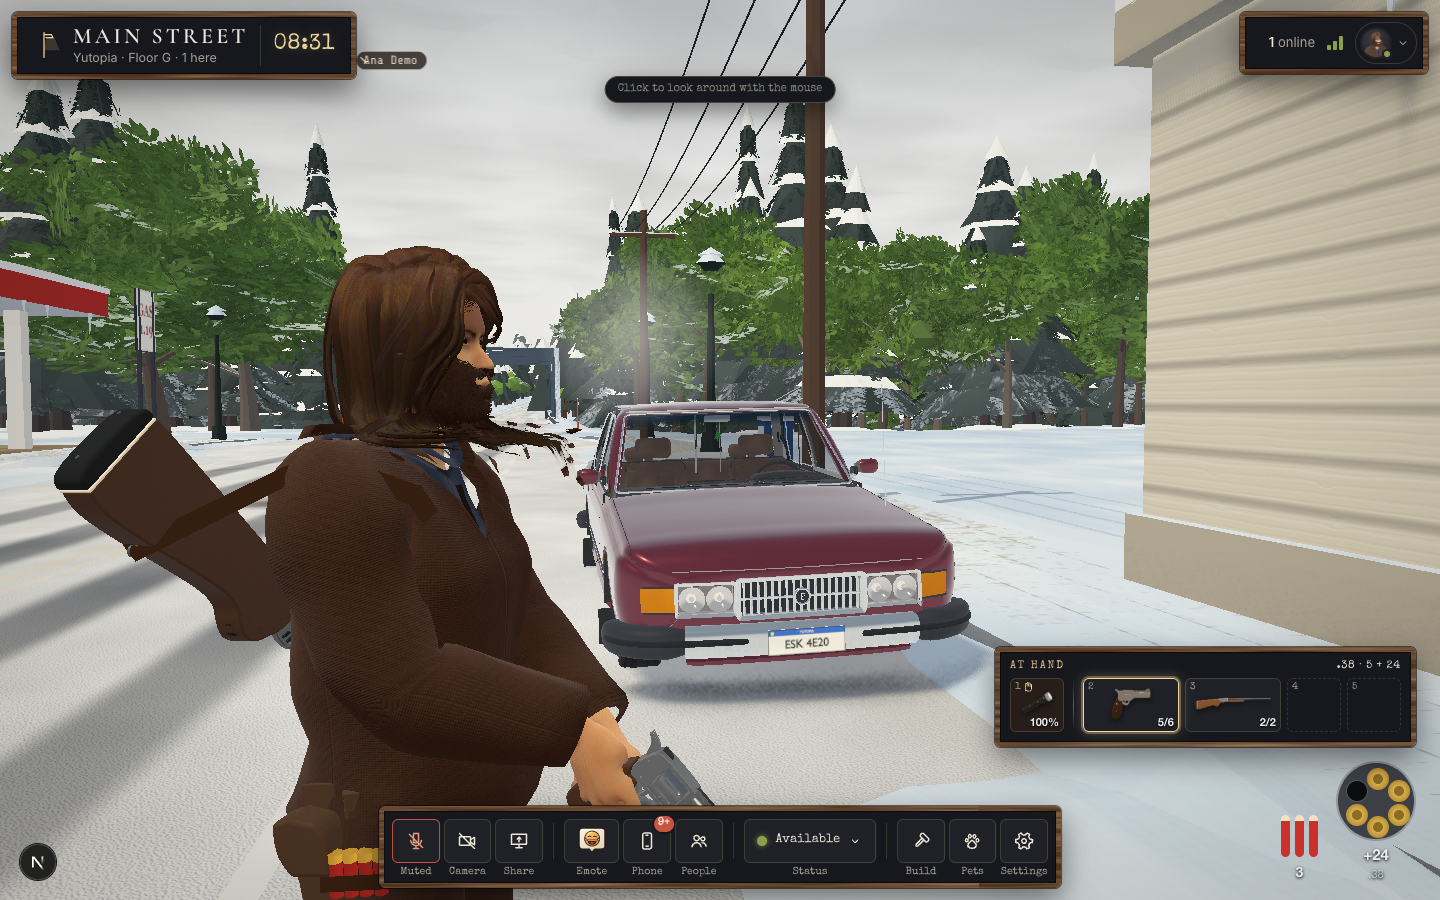 MAIN STREET
Yutopia · Floor G · 1 here
08:31
Ana Demo
Click to look around with the mouse
1 online
GAS
F
ESK 4E20
AT HAND
.38 · 5 + 24
1
100%
2
5/6
3
2/2
4
5
3
+24
.38
N
9+
Muted
Camera
Share
Emote
Phone
People
Available
Status
Build
Pets
Settings